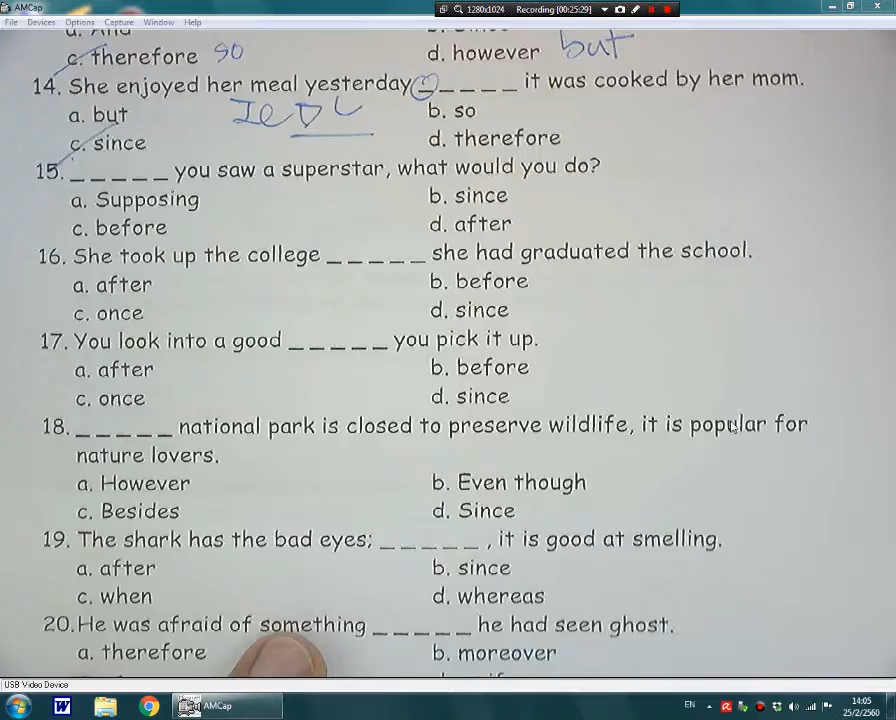 AMCap
1280x1024 Recording [00:25:29]
File Devices Options Capture Window Help
c. therefore so d. however but
14. She enjoyed her meal yesterday, _ _ _ _ _ it was cooked by her mom.
a. but b. so
c. since d. therefore
15. _ _ _ _ _ you saw a superstar, what would you do?
a. Supposing b. since
c. before d. after
16. She took up the college _ _ _ _ _ she had graduated the school.
a. after b. before
c. once d. since
17. You look into a good _ _ _ _ _ you pick it up.
a. after b. before
c. once d. since
18. _ _ _ _ _ national park is closed to preserve wildlife, it is popular for
nature lovers.
a. However b. Even though
c. Besides d. Since
19. The shark has the bad eyes; _ _ _ _ _ , it is good at smelling.
a. after b. since
c. when d. whereas
20. He was afraid of something _ _ _ _ _ he had seen ghost.
a. therefore b. moreover
USB Video Device
AMCap EN 14:05
25/2/2560